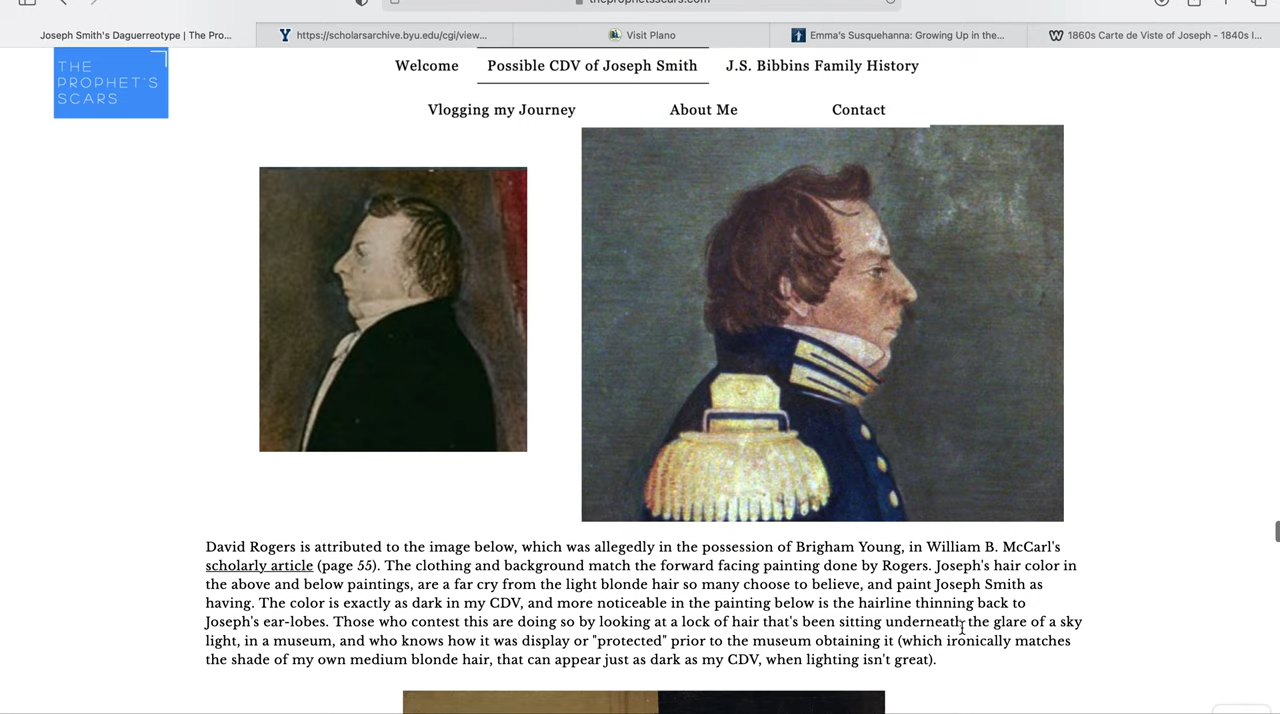 theprophetsscars.com
Joseph Smith's Daguerreotype | The Pro...
https://scholarsarchive.byu.edu/cgi/view...
Visit Plano
Emma's Susquehanna: Growing Up in the...
1860s Carte de Viste of Joseph - 1840s I...
THE
PROPHET'S
SCARS
Welcome
Possible CDV of Joseph Smith
J.S. Bibbins Family History
Vlogging my Journey
About Me
Contact
David Rogers is attributed to the image below, which was allegedly in the possession of Brigham Young, in William B. McCarl's
scholarly article (page 55). The clothing and background match the forward facing painting done by Rogers. Joseph's hair color in
the above and below paintings, are a far cry from the light blonde hair so many choose to believe, and paint Joseph Smith as
having. The color is exactly as dark in my CDV, and more noticeable in the painting below is the hairline thinning back to
Joseph's ear-lobes. Those who contest this are doing so by looking at a lock of hair that's been sitting underneath the glare of a sky
light, in a museum, and who knows how it was display or "protected" prior to the museum obtaining it (which ironically matches
the shade of my own medium blonde hair, that can appear just as dark as my CDV, when lighting isn't great).